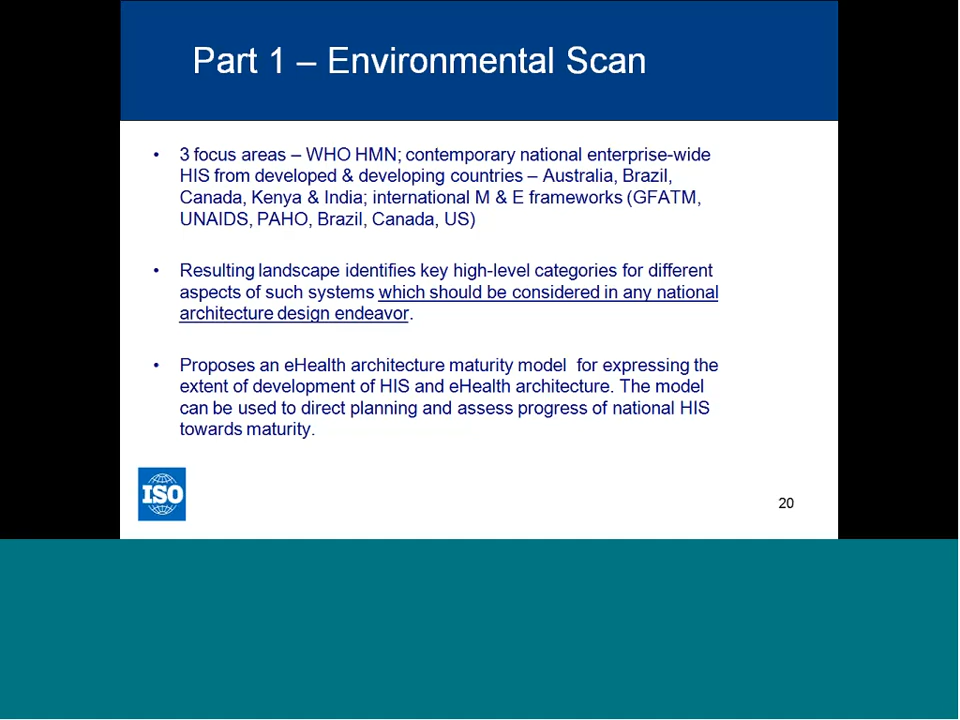 Part 1 – Environmental Scan
• 3 focus areas – WHO HMN; contemporary national enterprise-wide
HIS from developed & developing countries – Australia, Brazil,
Canada, Kenya & India; international M & E frameworks (GFATM,
UNAIDS, PAHO, Brazil, Canada, US)
• Resulting landscape identifies key high-level categories for different
aspects of such systems which should be considered in any national
architecture design endeavor.
• Proposes an eHealth architecture maturity model  for expressing the
extent of development of HIS and eHealth architecture. The model
can be used to direct planning and assess progress of national HIS
towards maturity.
ISO
20